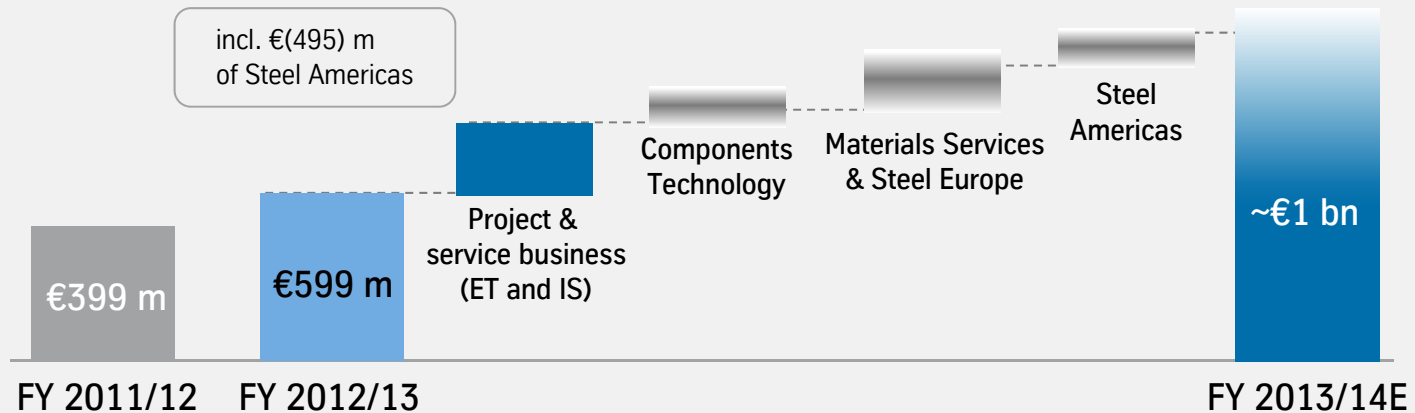 incl. €(495) m
of Steel Americas
€399 m
€599 m
Project &
service business
(ET and IS)
Components
Technology
Materials Services
& Steel Europe
Steel
Americas
~€1 bn
FY 2011/12
FY 2012/13
FY 2013/14E